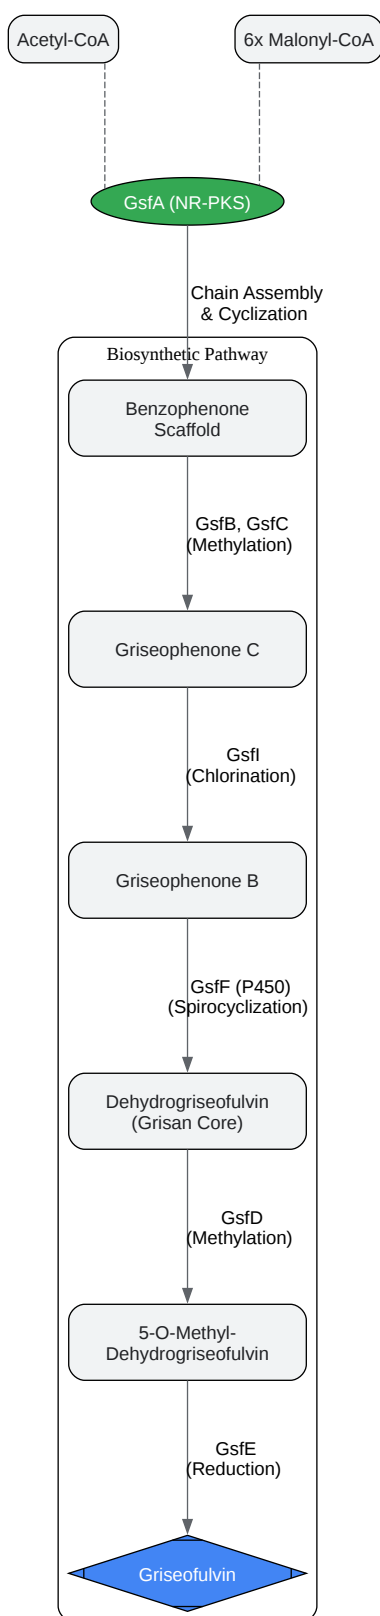 Acetyl-CoA
6x Malonyl-CoA
GsfA (NR-PKS)
Chain Assembly
& Cyclization
Biosynthetic Pathway
Benzophenone
Scaffold
GsfB, GsfC
(Methylation)
Griseophenone C
GsfI
(Chlorination)
Griseophenone B
GsfF (P450)
(Spirocyclization)
Dehydrogriseofulvin
(Grisan Core)
GsfD
(Methylation)
5-O-Methyl-
Dehydrogriseofulvin
GsfE
(Reduction)
Griseofulvin